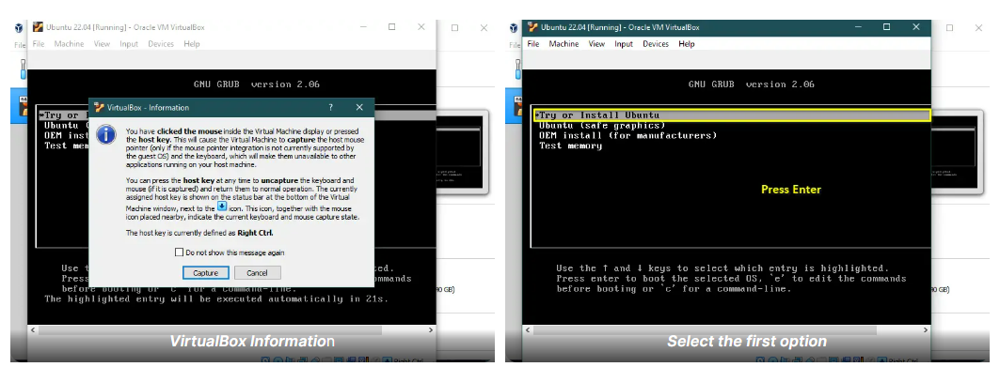 Ubuntu 22.04 [Running] - Oracle VM VirtualBox
File Machine View Input Devices Help
GNU GRUB version 2.06
*Try or I
Ubuntu (
OEM inst
Test mem
VirtualBox - Information
You have clicked the mouse inside the Virtual Machine display or pressed
the host key. This will cause the Virtual Machine to capture the host mouse
pointer (only if the mouse pointer integration is not currently supported by
the guest OS) and the keyboard, which will make them unavailable to other
applications running on your host machine.
You can press the host key at any time to uncapture the keyboard and
mouse (if it is captured) and return them to normal operation. The currently
assigned host key is shown on the status bar at the bottom of the Virtual
Machine window, next to the icon. This icon, together with the mouse
icon placed nearby, indicate the current keyboard and mouse capture state.
The host key is currently defined as Right Ctrl.
Do not show this message again
Capture Cancel
Use t
ed.
Press
ommands
before booting or `c' for a command-line.
The highlighted entry will be executed automatically in 21s.
GB)
VirtualBox Information
Right Ctrl
File
Ubuntu 22.04 [Running] - Oracle VM VirtualBox
File Machine View Input Devices Help
GNU GRUB version 2.06
*Try or Install Ubuntu
Ubuntu (safe graphics)
OEM install (for manufacturers)
Test memory
Press Enter
Use the ↑ and ↓ keys to select which entry is highlighted.
Press enter to boot the selected OS, `e' to edit the commands
before booting or `c' for a command-line.
GB)
Select the first option
Right Ctrl